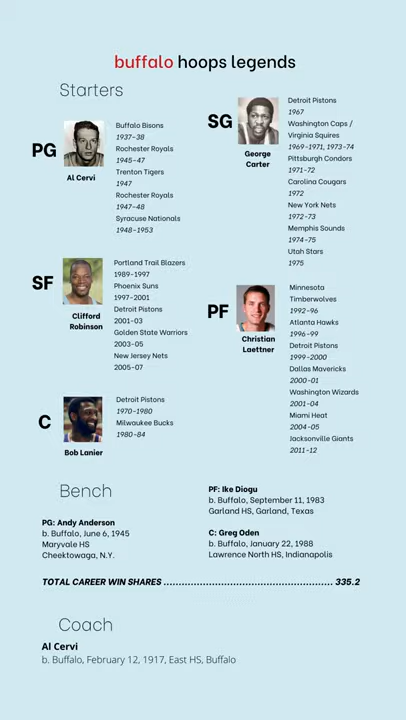 buffalo hoops legends
Starters
PG
Al Cervi
Buffalo Bisons
1937-38
Rochester Royals
1945-47
Trenton Tigers
1947
Rochester Royals
1947-48
Syracuse Nationals
1948-1953
SG
George
Carter
Detroit Pistons
1967
Washington Caps /
Virginia Squires
1969-1971, 1973-74
Pittsburgh Condors
1971-72
Carolina Cougars
1972
New York Nets
1972-73
Memphis Sounds
1974-75
Utah Stars
1975
SF
Clifford
Robinson
Portland Trail Blazers
1989-1997
Phoenix Suns
1997-2001
Detroit Pistons
2001-03
Golden State Warriors
2003-05
New Jersey Nets
2005-07
PF
Christian
Laettner
Minnesota
Timberwolves
1992-96
Atlanta Hawks
1996-99
Detroit Pistons
1999-2000
Dallas Mavericks
2000-01
Washington Wizards
2001-04
Miami Heat
2004-05
Jacksonville Giants
2011-12
C
Bob Lanier
Detroit Pistons
1970-1980
Milwaukee Bucks
1980-84
Bench
PG: Andy Anderson
b. Buffalo, June 6, 1945
Maryvale HS
Cheektowaga, N.Y.
PF: Ike Diogu
b. Buffalo, September 11, 1983
Garland HS, Garland, Texas
C: Greg Oden
b. Buffalo, January 22, 1988
Lawrence North HS, Indianapolis
TOTAL CAREER WIN SHARES ..................................................... 335.2
Coach
Al Cervi
b. Buffalo, February 12, 1917, East HS, Buffalo